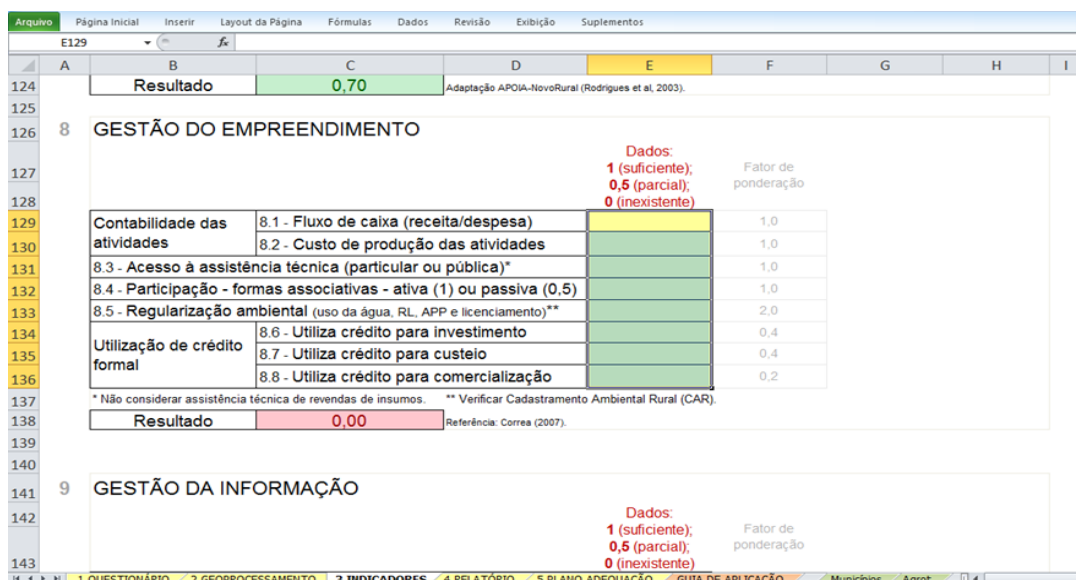 Arquivo Página Inicial Inserir Layout da Página Fórmulas Dados Revisão Exibição Suplementos
E129 fx
A B C D E F G H I
124 Resultado 0,70 Adaptação APOIA-NovoRural (Rodrigues et al, 2003).
125
126 8 GESTÃO DO EMPREENDIMENTO
Dados:
127 1 (suficiente); Fator de
0,5 (parcial); ponderação
128 0 (inexistente)
129 Contabilidade das 8.1 - Fluxo de caixa (receita/despesa) 1,0
130 atividades 8.2 - Custo de produção das atividades 1,0
131 8.3 - Acesso à assistência técnica (particular ou pública)* 1,0
132 8.4 - Participação - formas associativas - ativa (1) ou passiva (0,5) 1,0
133 8.5 - Regularização ambiental (uso da água, RL, APP e licenciamento)** 2,0
134 Utilização de crédito 8.6 - Utiliza crédito para investimento 0,4
135 formal 8.7 - Utiliza crédito para custeio 0,4
136 8.8 - Utiliza crédito para comercialização 0,2
137 * Não considerar assistência técnica de revendas de insumos. ** Verificar Cadastramento Ambiental Rural (CAR).
138 Resultado 0,00 Referência: Correa (2007).
139
140
141 9 GESTÃO DA INFORMAÇÃO
142 Dados:
1 (suficiente); Fator de
0,5 (parcial); ponderação
143 0 (inexistente)
1 QUESTIONÁRIO 2 GEOPROCESSAMENTO 3 INDICADORES 4 RELATÓRIO 5 PLANO ADEQUAÇÃO GUIA DE APLICAÇÃO Municípios Agrot